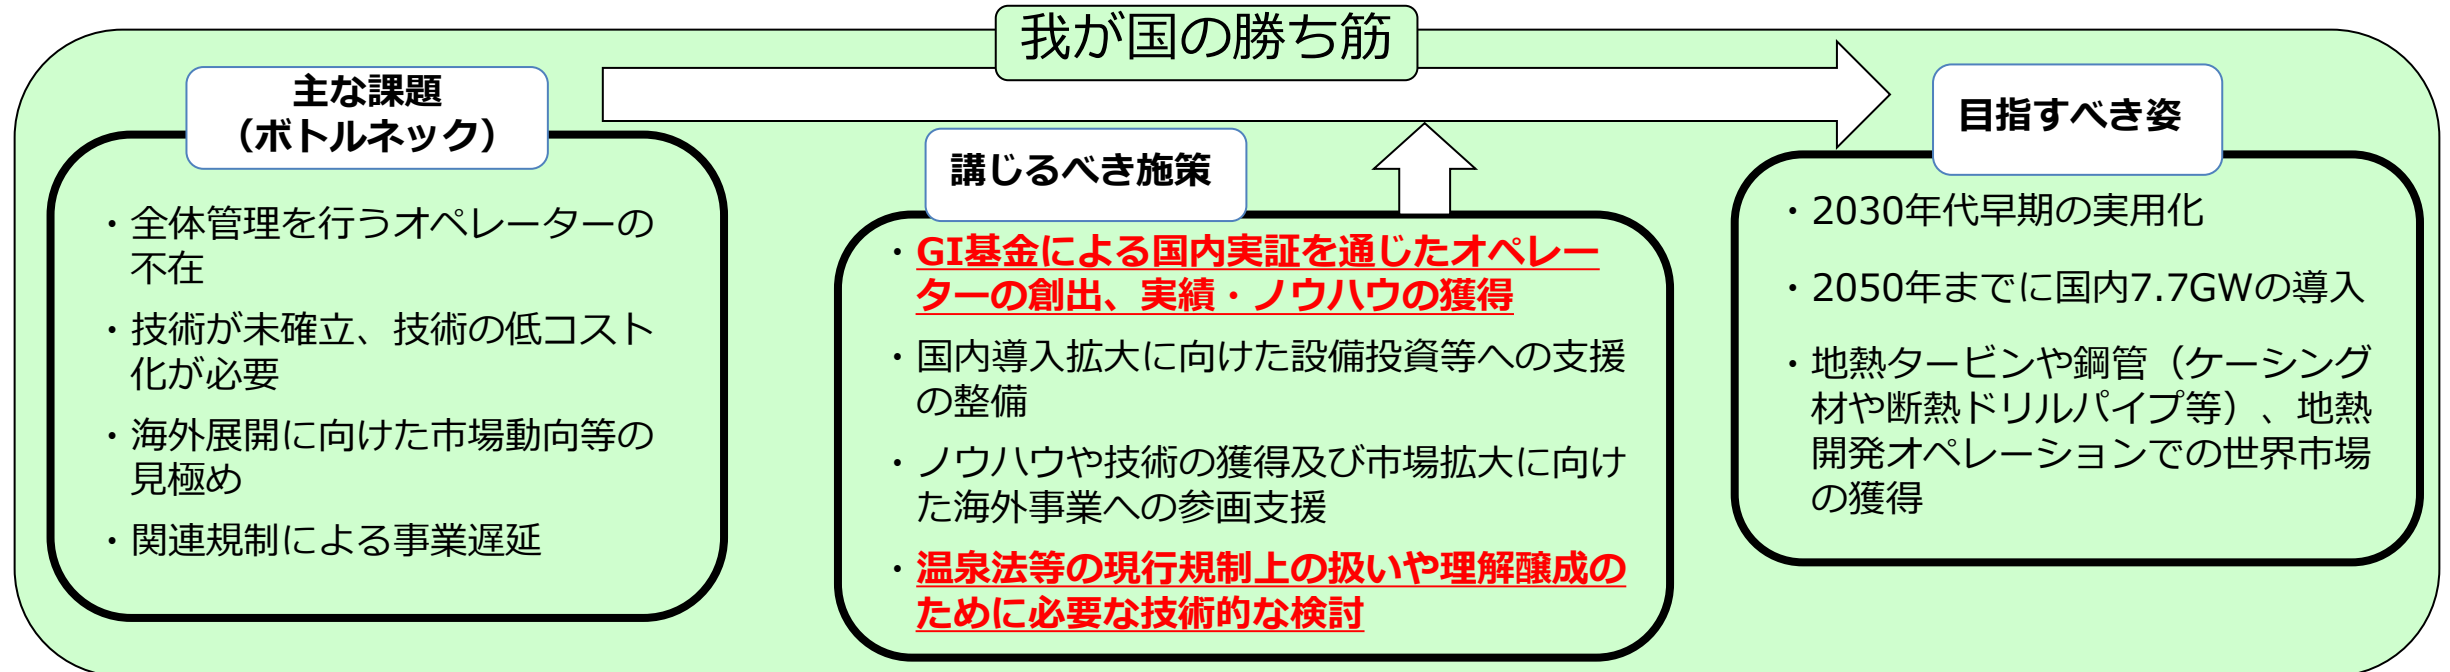 我が国の勝ち筋
主な課題
（ボトルネック）
・全体管理を行うオペレーターの
不在
・技術が未確立、技術の低コスト
化が必要
・海外展開に向けた市場動向等の
見極め
・関連規制による事業遅延
講じるべき施策
・GI基金による国内実証を通じたオペレー
ターの創出、実績・ノウハウの獲得
・国内導入拡大に向けた設備投資等への支援
の整備
・ノウハウや技術の獲得及び市場拡大に向け
た海外事業への参画支援
・温泉法等の現行規制上の扱いや理解醸成の
ために必要な技術的な検討
目指すべき姿
・2030年代早期の実用化
・2050年までに国内7.7GWの導入
・地熱タービンや鋼管（ケーシング
材や断熱ドリルパイプ等）、地熱
開発オペレーションでの世界市場
の獲得